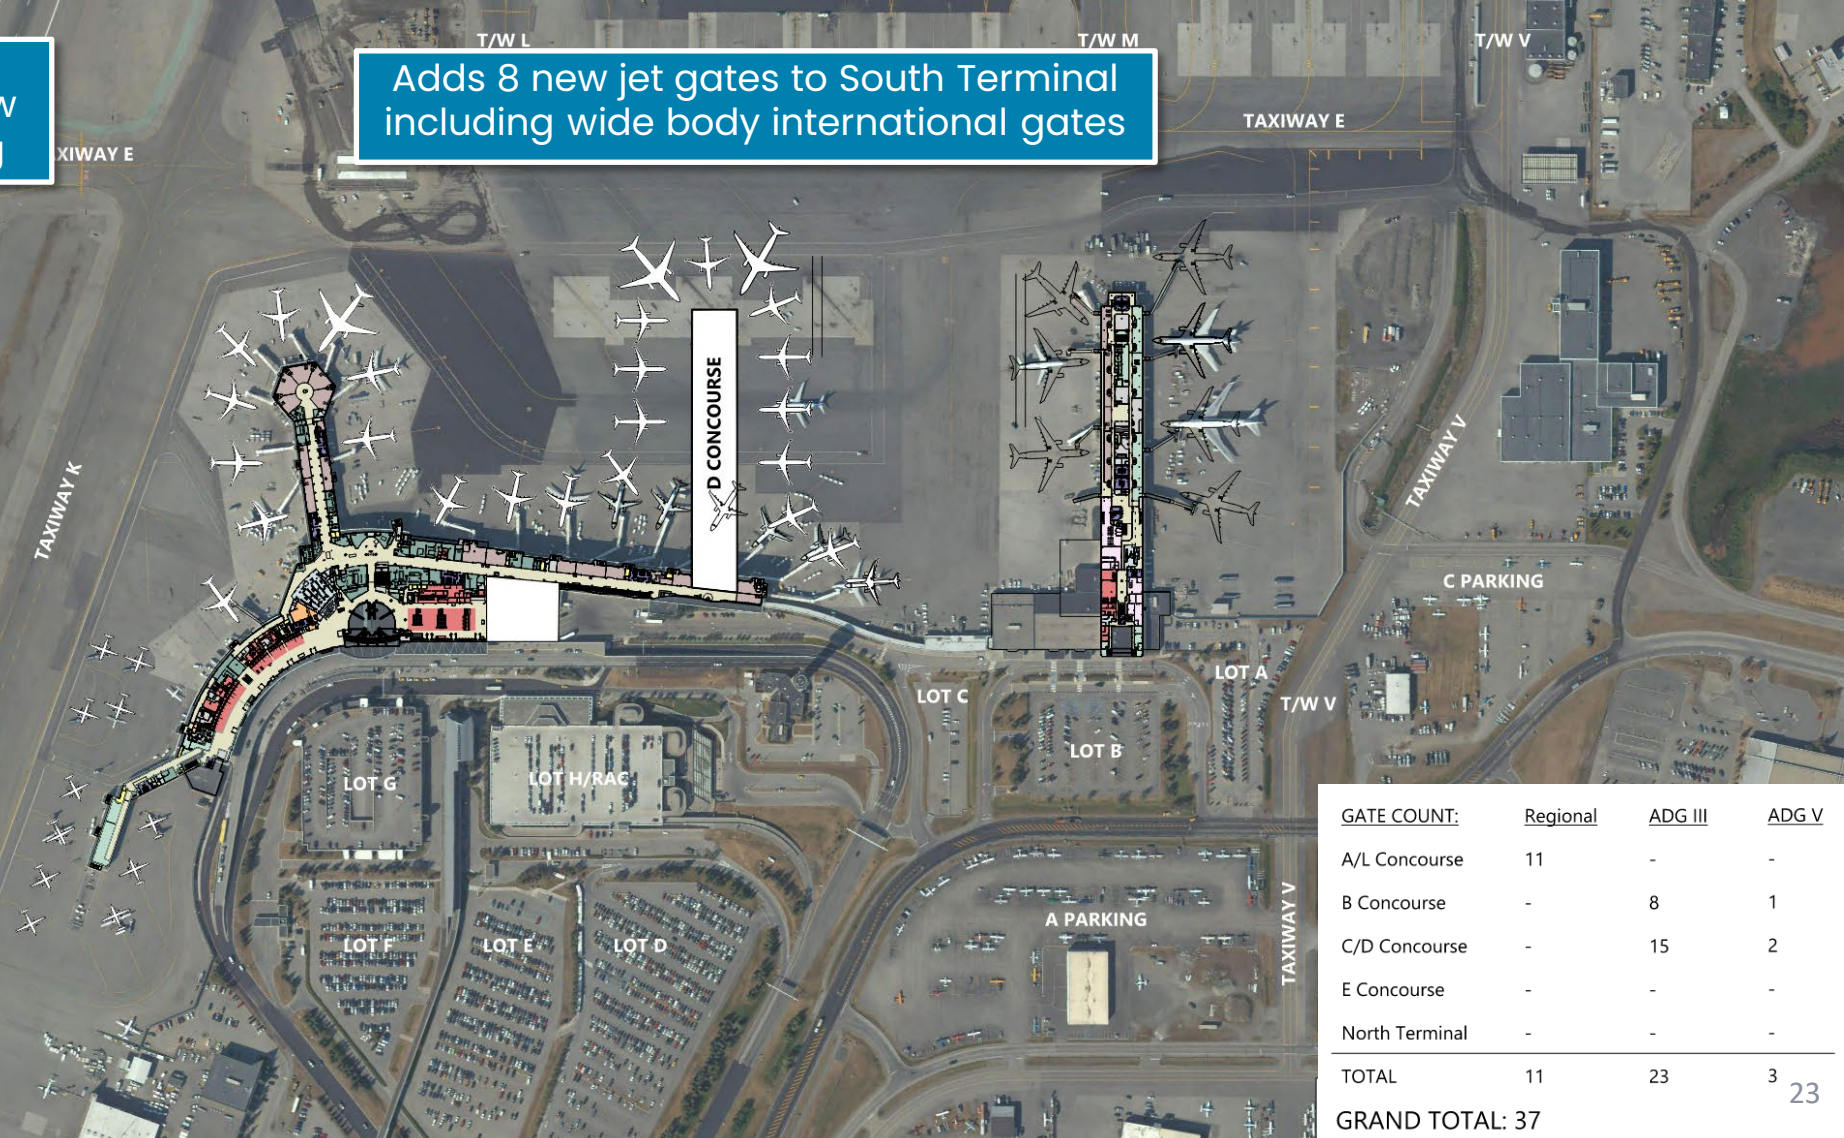 T/W L
T/W M
T/W V
Adds 8 new jet gates to South Terminal
including wide body international gates
TAXIWAY E
TAXIWAY K
D CONCOURSE
TAXIWAY V
C PARKING
LOT A
LOT C
T/W V
LOT B
LOT G
LOT H/RAC
A PARKING
TAXIWAY V
LOT F
LOT E
LOT D
GATE COUNT: Regional ADG III ADG V
A/L Concourse 11 - -
B Concourse - 8 1
C/D Concourse - 15 2
E Concourse - - -
North Terminal - - -
TOTAL 11 23 3
23
GRAND TOTAL: 37